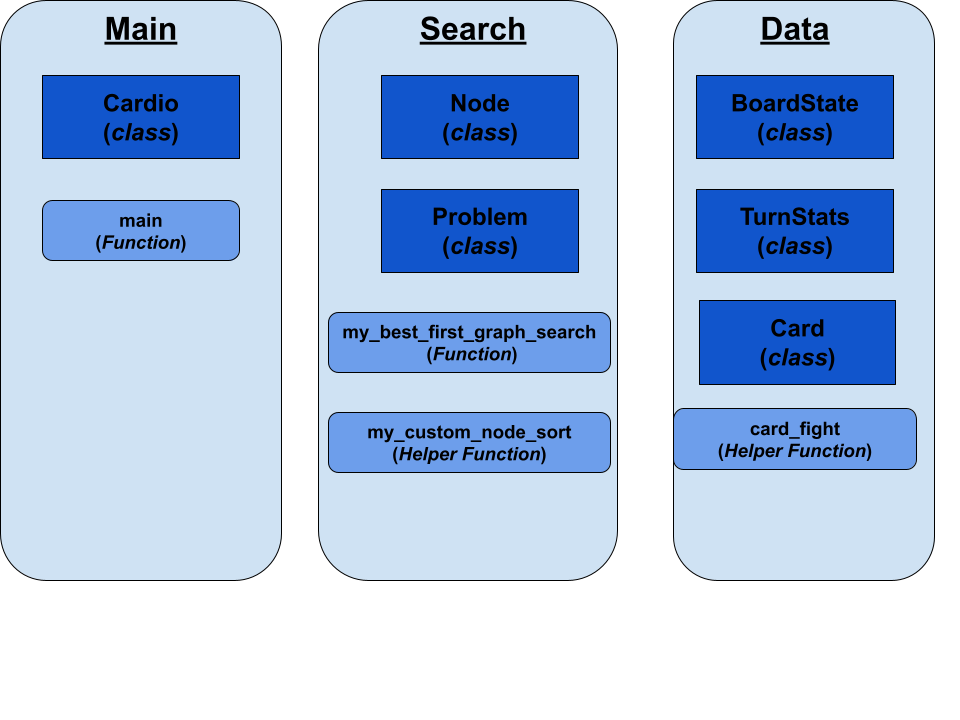 Main
Cardio
(class)
main
(Function)
Search
Node
(class)
Problem
(class)
my_best_first_graph_search
(Function)
my_custom_node_sort
(Helper Function)
Data
BoardState
(class)
TurnStats
(class)
Card
(class)
card_fight
(Helper Function)